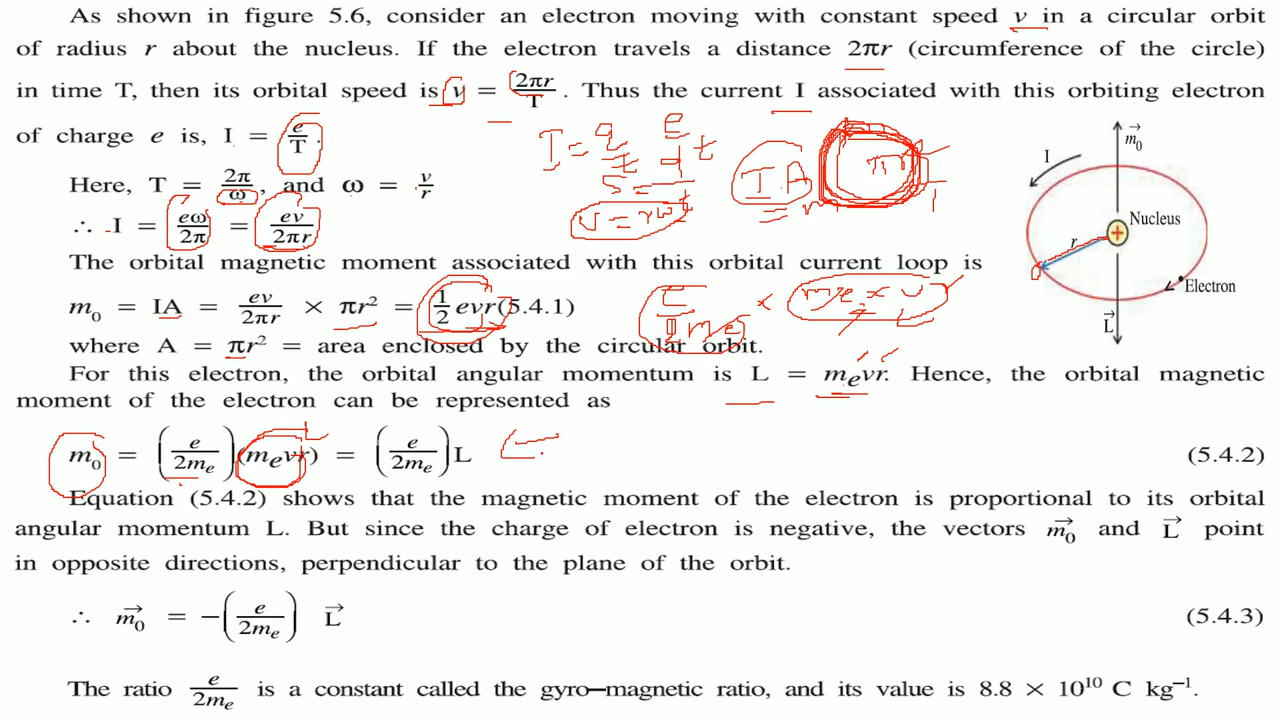 As shown in figure 5.6, consider an electron moving with constant speed v in a circular orbit
of radius r about the nucleus. If the electron travels a distance 2πr (circumference of the circle)
in time T, then its orbital speed is v = 2πr/T . Thus the current I associated with this orbiting electron
of charge e is, I = e/T .
Here, T = 2π/ω , and ω = v/r
∴ I = eω/2π = ev/2πr
The orbital magnetic moment associated with this orbital current loop is
m₀ = IA = ev/2πr × πr² = 1/2 evr (5.4.1)
where A = πr² = area enclosed by the circular orbit.
For this electron, the orbital angular momentum is L = mₑvr. Hence, the orbital magnetic
moment of the electron can be represented as
m₀ = (e/2mₑ)(mₑvr) = (e/2mₑ)L (5.4.2)
Equation (5.4.2) shows that the magnetic moment of the electron is proportional to its orbital
angular momentum L. But since the charge of electron is negative, the vectors m₀⃗ and L⃗ point
in opposite directions, perpendicular to the plane of the orbit.
∴ m₀⃗ = −(e/2mₑ) L⃗ (5.4.3)
The ratio e/2mₑ is a constant called the gyro−magnetic ratio, and its value is 8.8 × 10¹⁰ C kg⁻¹.
m₀⃗
I
Nucleus
+
r
Electron
L⃗
I = q/t
e
t
I A
πr
v = rω